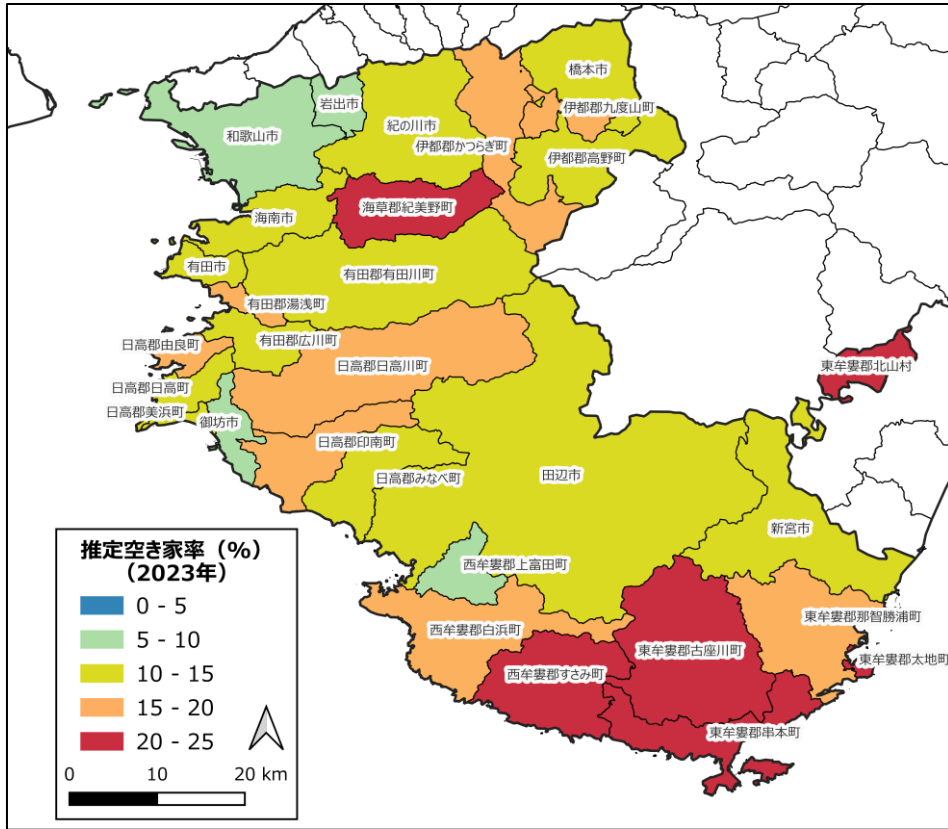 橋本市
岩出市
伊都郡九度山町
紀の川市
和歌山市
伊都郡かつらぎ町
伊都郡高野町
海草郡紀美野町
海南市
有田市
有田郡有田川町
有田郡湯浅町
有田郡広川町
日高郡由良町
日高郡日高川町
東牟婁郡北山村
日高郡日高町
日高郡美浜町
御坊市
日高郡印南町
日高郡みなべ町
田辺市
新宮市
西牟婁郡上富田町
東牟婁郡那智勝浦町
西牟婁郡白浜町
東牟婁郡古座川町
東牟婁郡太地町
西牟婁郡すさみ町
東牟婁郡串本町
推定空き家率（%）
（2023年）
0 - 5
5 - 10
10 - 15
15 - 20
20 - 25
0 10 20 km